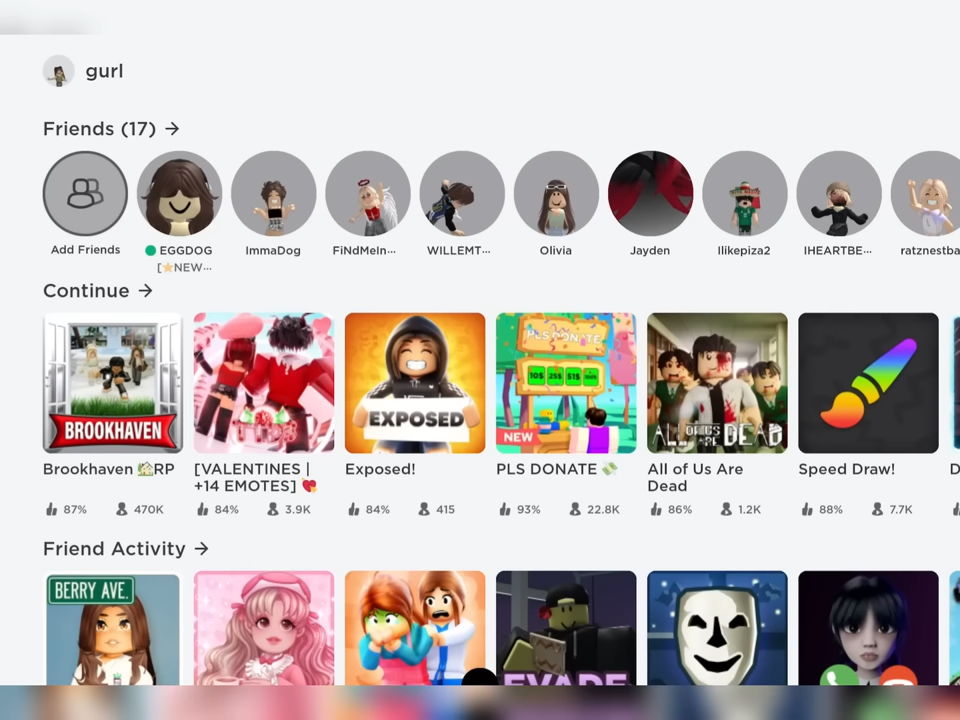 gurl
Friends (17) →
Add Friends
EGGDOG
[⭐NEW...
ImmaDog
FiNdMeIn...
WILLEMT...
Olivia
Jayden
Ilikepiza2
IHEARTBE...
ratznestba
Continue →
BROOKHAVEN
EXPOSED
PLS DONATE
10$ 25$ 51$
NEW
ALL OF US ARE DEAD
Brookhaven 🏡RP
[VALENTINES |
+14 EMOTES] 💘
Exposed!
PLS DONATE 💸
All of Us Are
Dead
Speed Draw!
D
87% 470K
84% 3.9K
84% 415
93% 22.8K
86% 1.2K
88% 7.7K
Friend Activity →
BERRY AVE.
EVADE